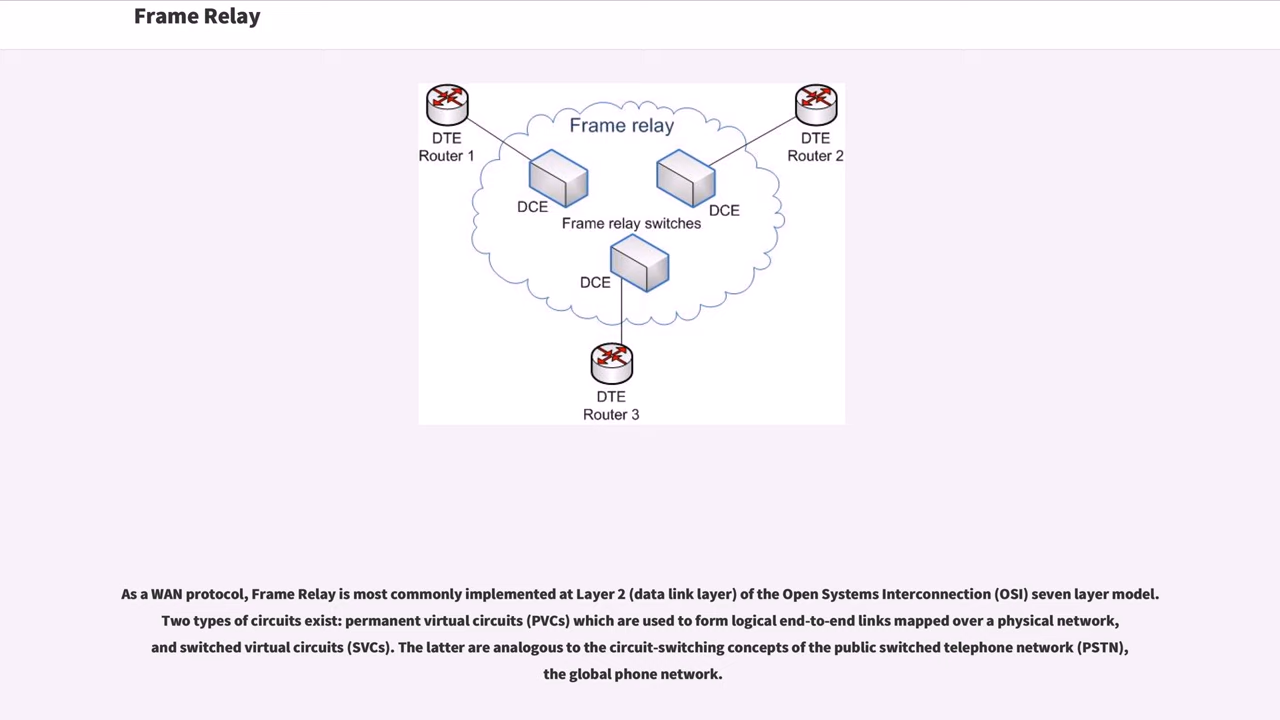 Frame Relay
Frame relay
DTE
Router 1
DTE
Router 2
DCE
DCE
Frame relay switches
DCE
DTE
Router 3
As a WAN protocol, Frame Relay is most commonly implemented at Layer 2 (data link layer) of the Open Systems Interconnection (OSI) seven layer model.
Two types of circuits exist: permanent virtual circuits (PVCs) which are used to form logical end-to-end links mapped over a physical network,
and switched virtual circuits (SVCs). The latter are analogous to the circuit-switching concepts of the public switched telephone network (PSTN),
the global phone network.